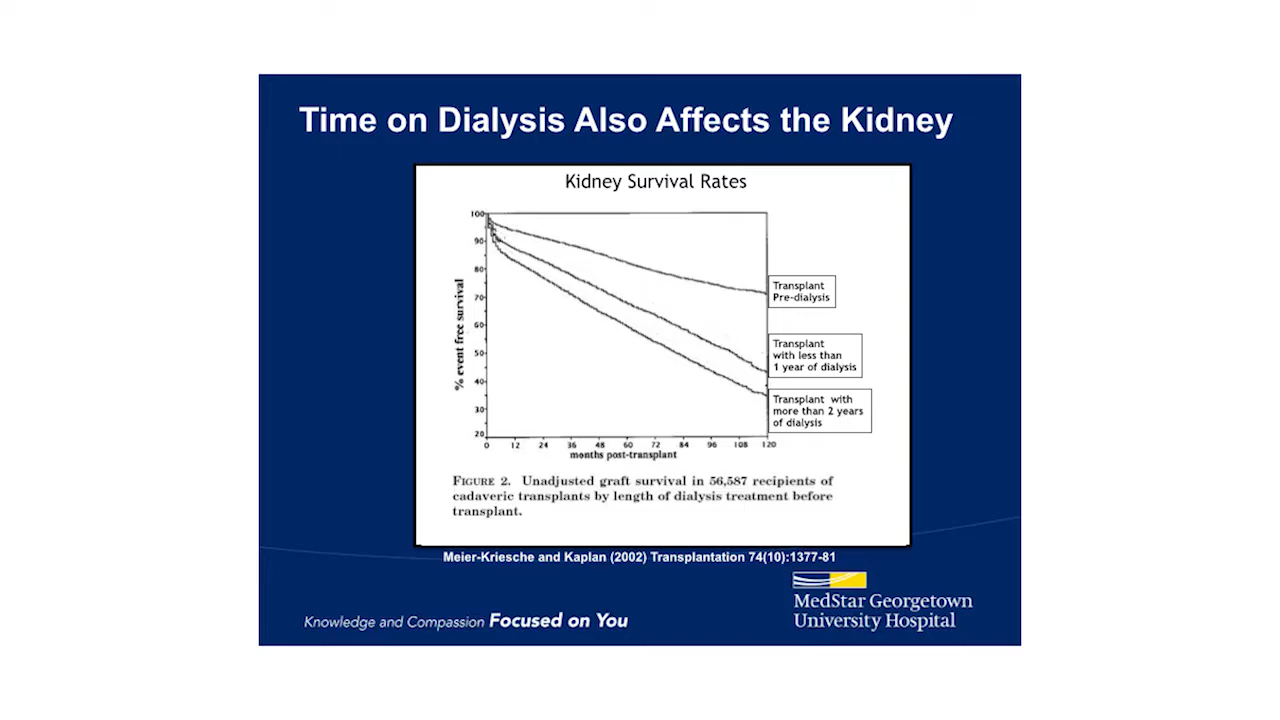 Time on Dialysis Also Affects the Kidney
Kidney Survival Rates
% event free survival
100
90
80
70
60
50
40
30
20
0 12 24 36 48 60 72 84 96 108 120
months post-transplant
Transplant
Pre-dialysis
Transplant
with less than
1 year of dialysis
Transplant with
more than 2 years
of dialysis
FIGURE 2. Unadjusted graft survival in 56,587 recipients of
cadaveric transplants by length of dialysis treatment before
transplant.
Meier-Kriesche and Kaplan (2002) Transplantation 74(10):1377-81
Knowledge and Compassion Focused on You
MedStar Georgetown
University Hospital